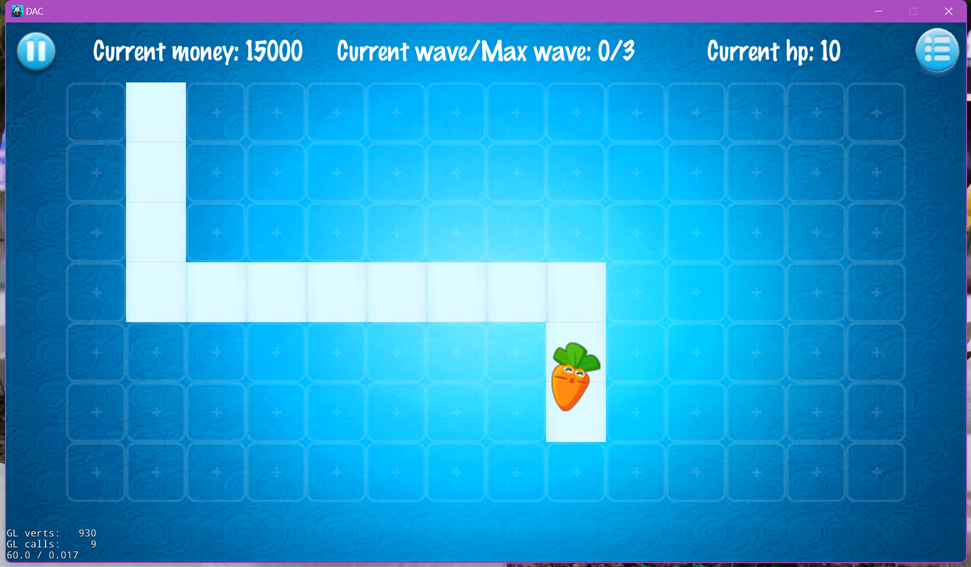 DAC
Current money: 15000 Current wave/Max wave: 0/3 Current hp: 10
GL verts: 930
GL calls: 9
60.0 / 0.017